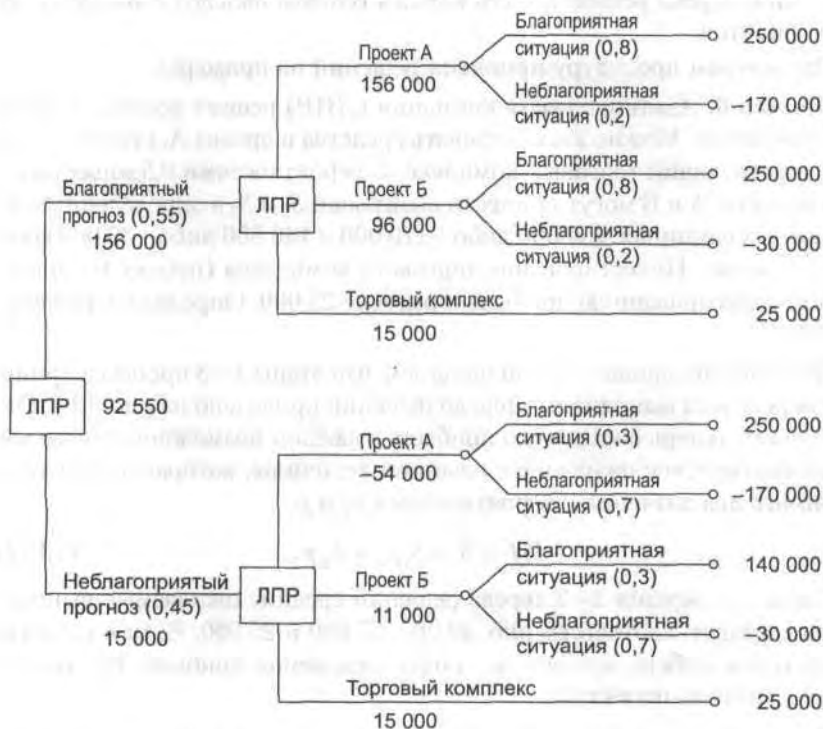 Проект А
156 000
Благоприятная
ситуация (0,8)
250 000
Неблагоприятная
ситуация (0,2)
–170 000
Благоприятный
прогноз (0,55)
156 000
ЛПР
Проект Б
96 000
Благоприятная
ситуация (0,8)
250 000
Неблагоприятная
ситуация (0,2)
–30 000
Торговый комплекс
15 000
25 000
ЛПР
92 550
Проект А
–54 000
Благоприятная
ситуация (0,3)
250 000
Неблагоприятная
ситуация (0,7)
–170 000
Неблагоприятый
прогноз (0,45)
15 000
ЛПР
Проект Б
11 000
Благоприятная
ситуация (0,3)
140 000
Неблагоприятная
ситуация (0,7)
–30 000
Торговый комплекс
15 000
25 000